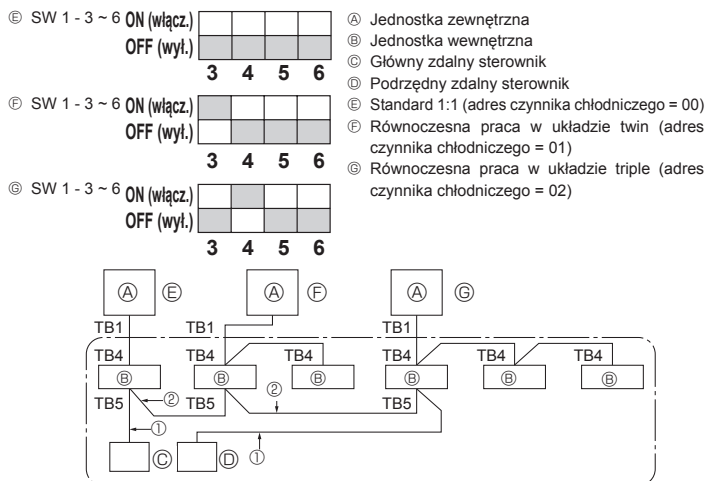 Ⓔ SW 1 - 3 ~ 6 ON (włącz.)
OFF (wył.)
3 4 5 6
Ⓕ SW 1 - 3 ~ 6 ON (włącz.)
OFF (wył.)
3 4 5 6
Ⓖ SW 1 - 3 ~ 6 ON (włącz.)
OFF (wył.)
3 4 5 6
Ⓐ Jednostka zewnętrzna
Ⓑ Jednostka wewnętrzna
Ⓒ Główny zdalny sterownik
Ⓓ Podrzędny zdalny sterownik
Ⓔ Standard 1:1 (adres czynnika chłodniczego = 00)
Ⓕ Równoczesna praca w układzie twin (adres
czynnika chłodniczego = 01)
Ⓖ Równoczesna praca w układzie triple (adres
czynnika chłodniczego = 02)
Ⓐ Ⓔ Ⓐ Ⓕ Ⓐ Ⓖ
TB1 TB1 TB1
TB4 TB4 TB4 TB4 TB4 TB4
Ⓑ Ⓑ Ⓑ Ⓑ Ⓑ Ⓑ
TB5 ② TB5 ② TB5
① ①
Ⓒ Ⓓ